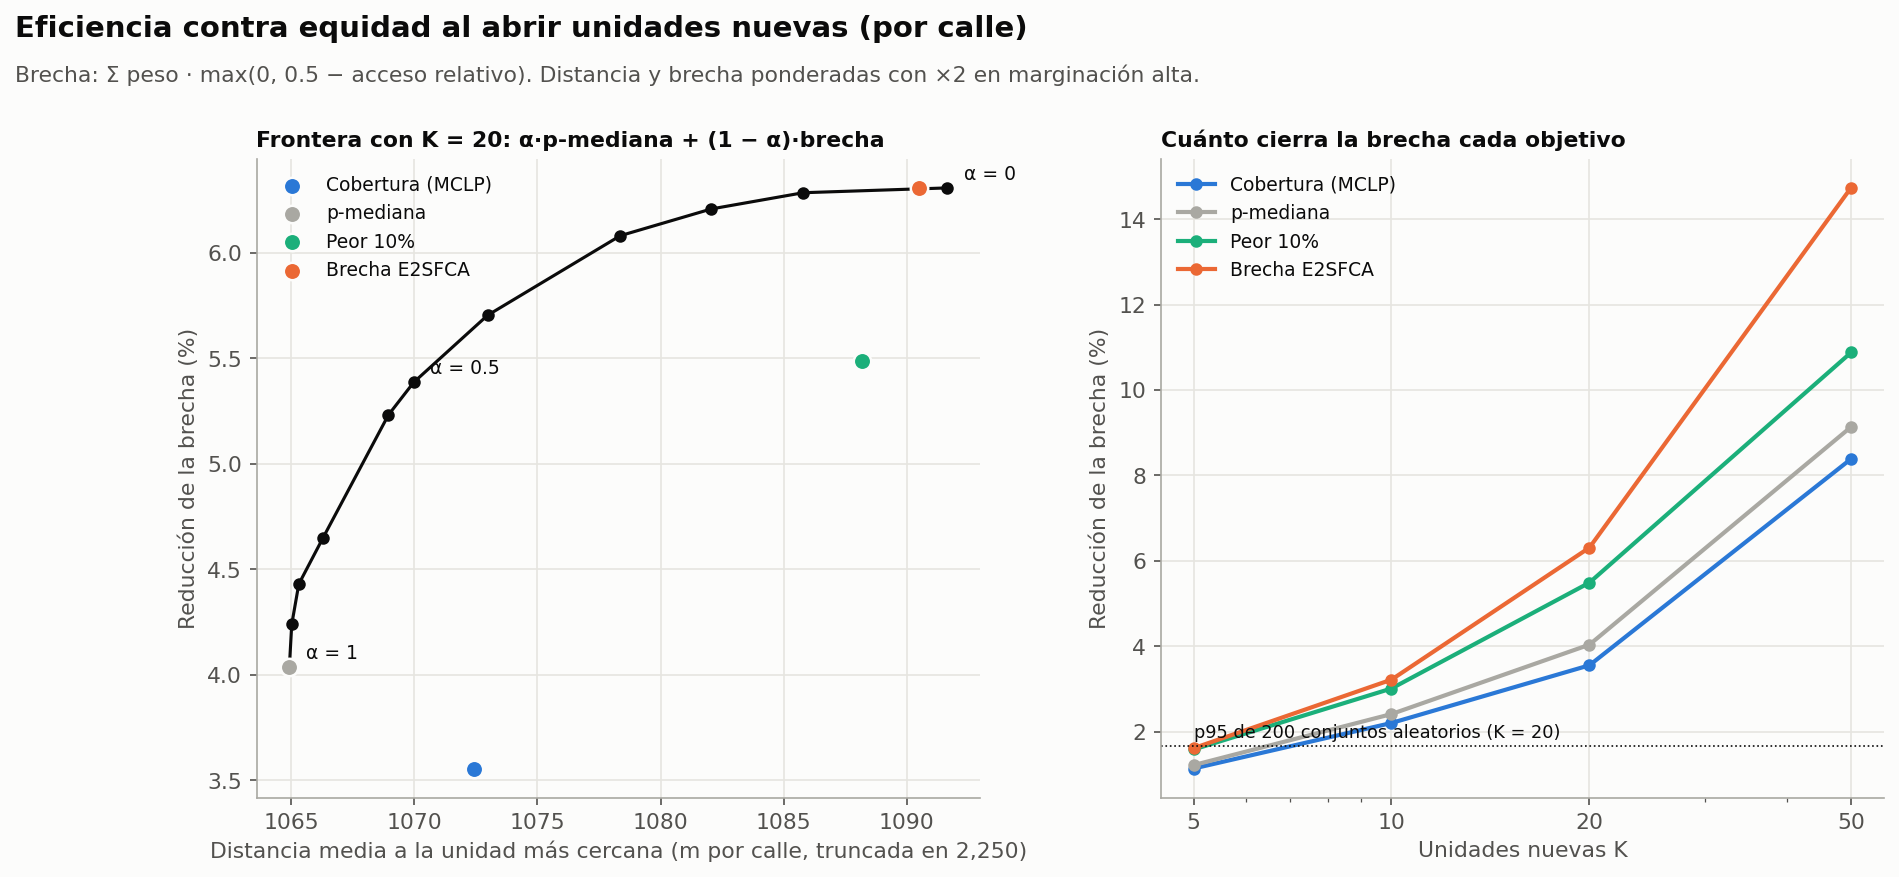 Eficiencia contra equidad al abrir unidades nuevas (por calle)
Brecha: Σ peso · max(0, 0.5 − acceso relativo). Distancia y brecha ponderadas con ×2 en marginación alta.
Frontera con K = 20: α·p-mediana + (1 − α)·brecha
Cobertura (MCLP)
p-mediana
Peor 10%
Brecha E2SFCA
α = 0
α = 0.5
α = 1
Reducción de la brecha (%)
6.0
5.5
5.0
4.5
4.0
3.5
1065 1070 1075 1080 1085 1090
Distancia media a la unidad más cercana (m por calle, truncada en 2,250)
Cuánto cierra la brecha cada objetivo
Cobertura (MCLP)
p-mediana
Peor 10%
Brecha E2SFCA
p95 de 200 conjuntos aleatorios (K = 20)
Reducción de la brecha (%)
14
12
10
8
6
4
2
5 10 20 50
Unidades nuevas K